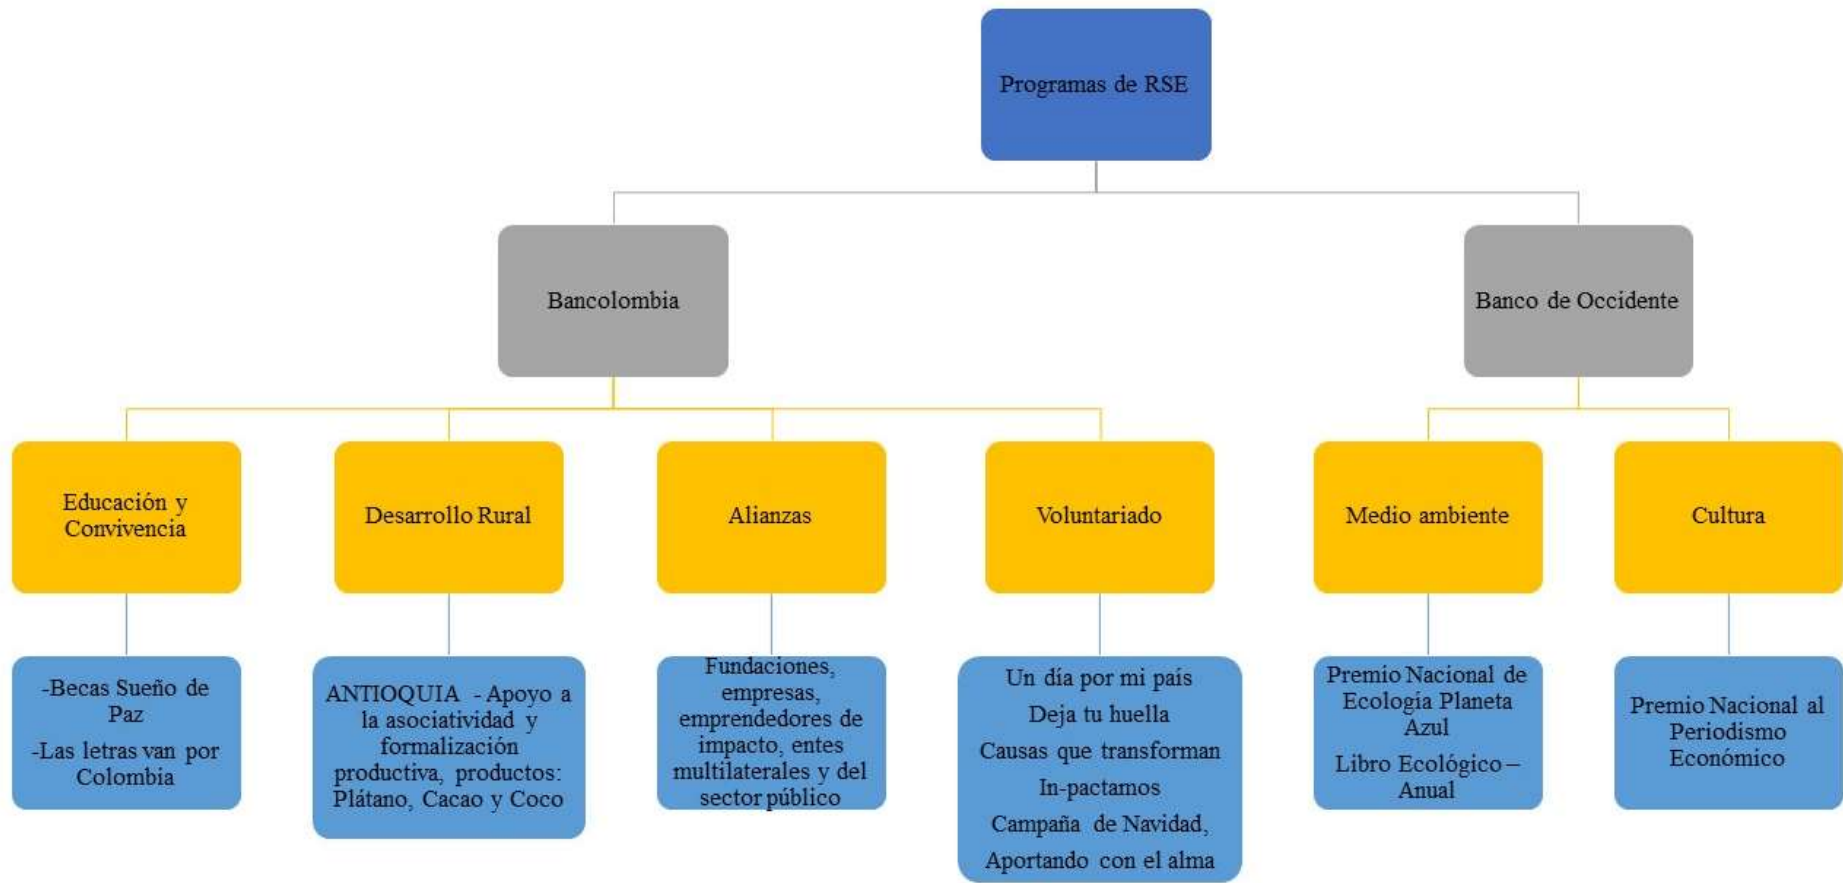 Programas de RSE
Bancolombia
Banco de Occidente
Educación y
Convivencia
Desarrollo Rural
Alianzas
Voluntariado
Medio ambiente
Cultura
-Becas Sueño de
Paz
-Las letras van por
Colombia
ANTIOQUIA - Apoyo a
la asociatividad y
formalización
productiva, productos:
Plátano, Cacao y Coco
Fundaciones,
empresas,
emprendedores de
impacto, entes
multilaterales y del
sector público
Un día por mi país
Deja tu huella
Causas que transforman
In-pactamos
Campaña de Navidad,
Aportando con el alma
Premio Nacional de
Ecología Planeta
Azul
Libro Ecológico –
Anual
Premio Nacional al
Periodismo
Económico